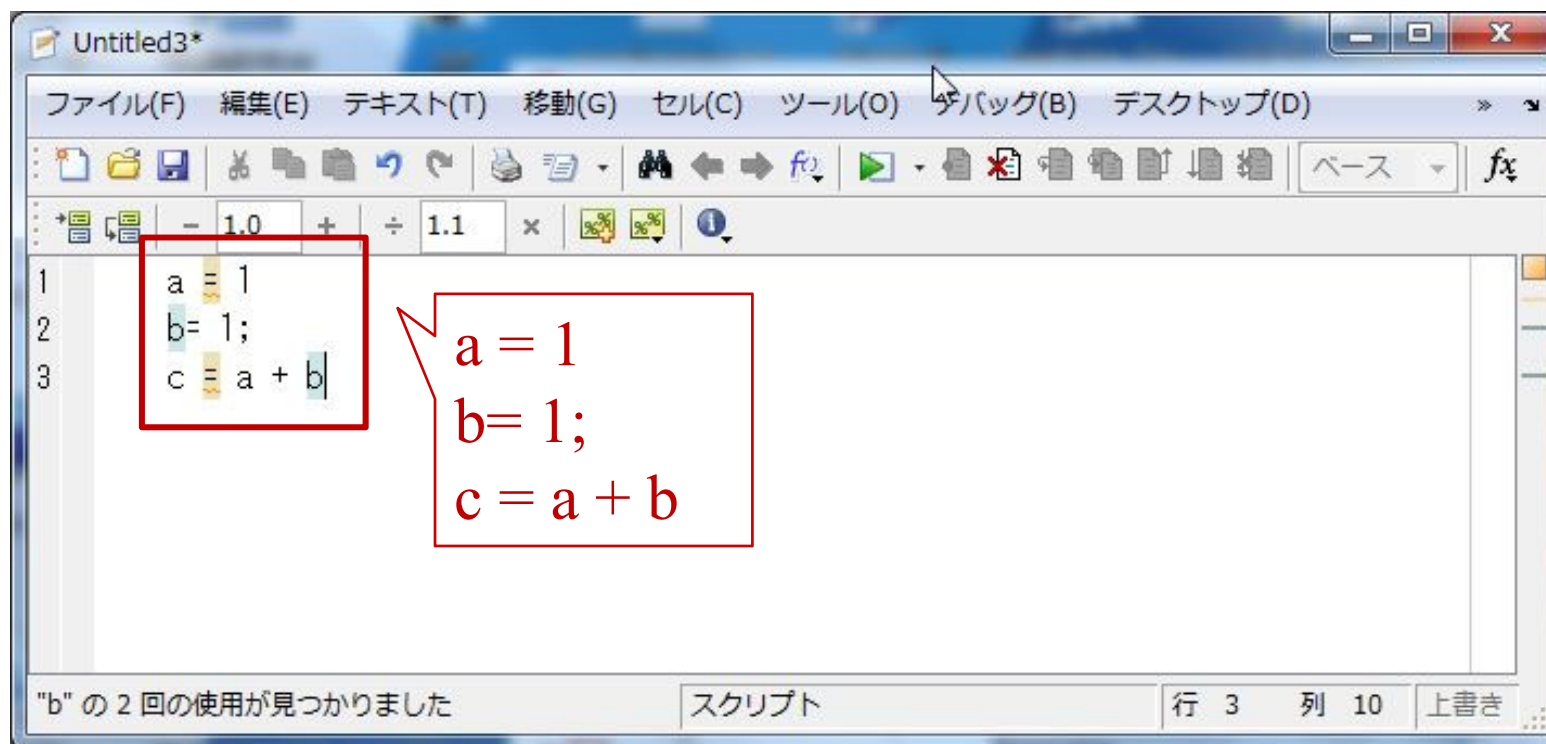 Untitled3*
ファイル(F) 編集(E) テキスト(T) 移動(G) セル(C) ツール(O) デバッグ(B) デスクトップ(D) »
ベース fx
− 1.0 + ÷ 1.1 ×
1 a = 1
2 b= 1;
3 c = a + b
a = 1
b= 1;
c = a + b
"b" の 2 回の使用が見つかりました スクリプト 行 3 列 10 上書き